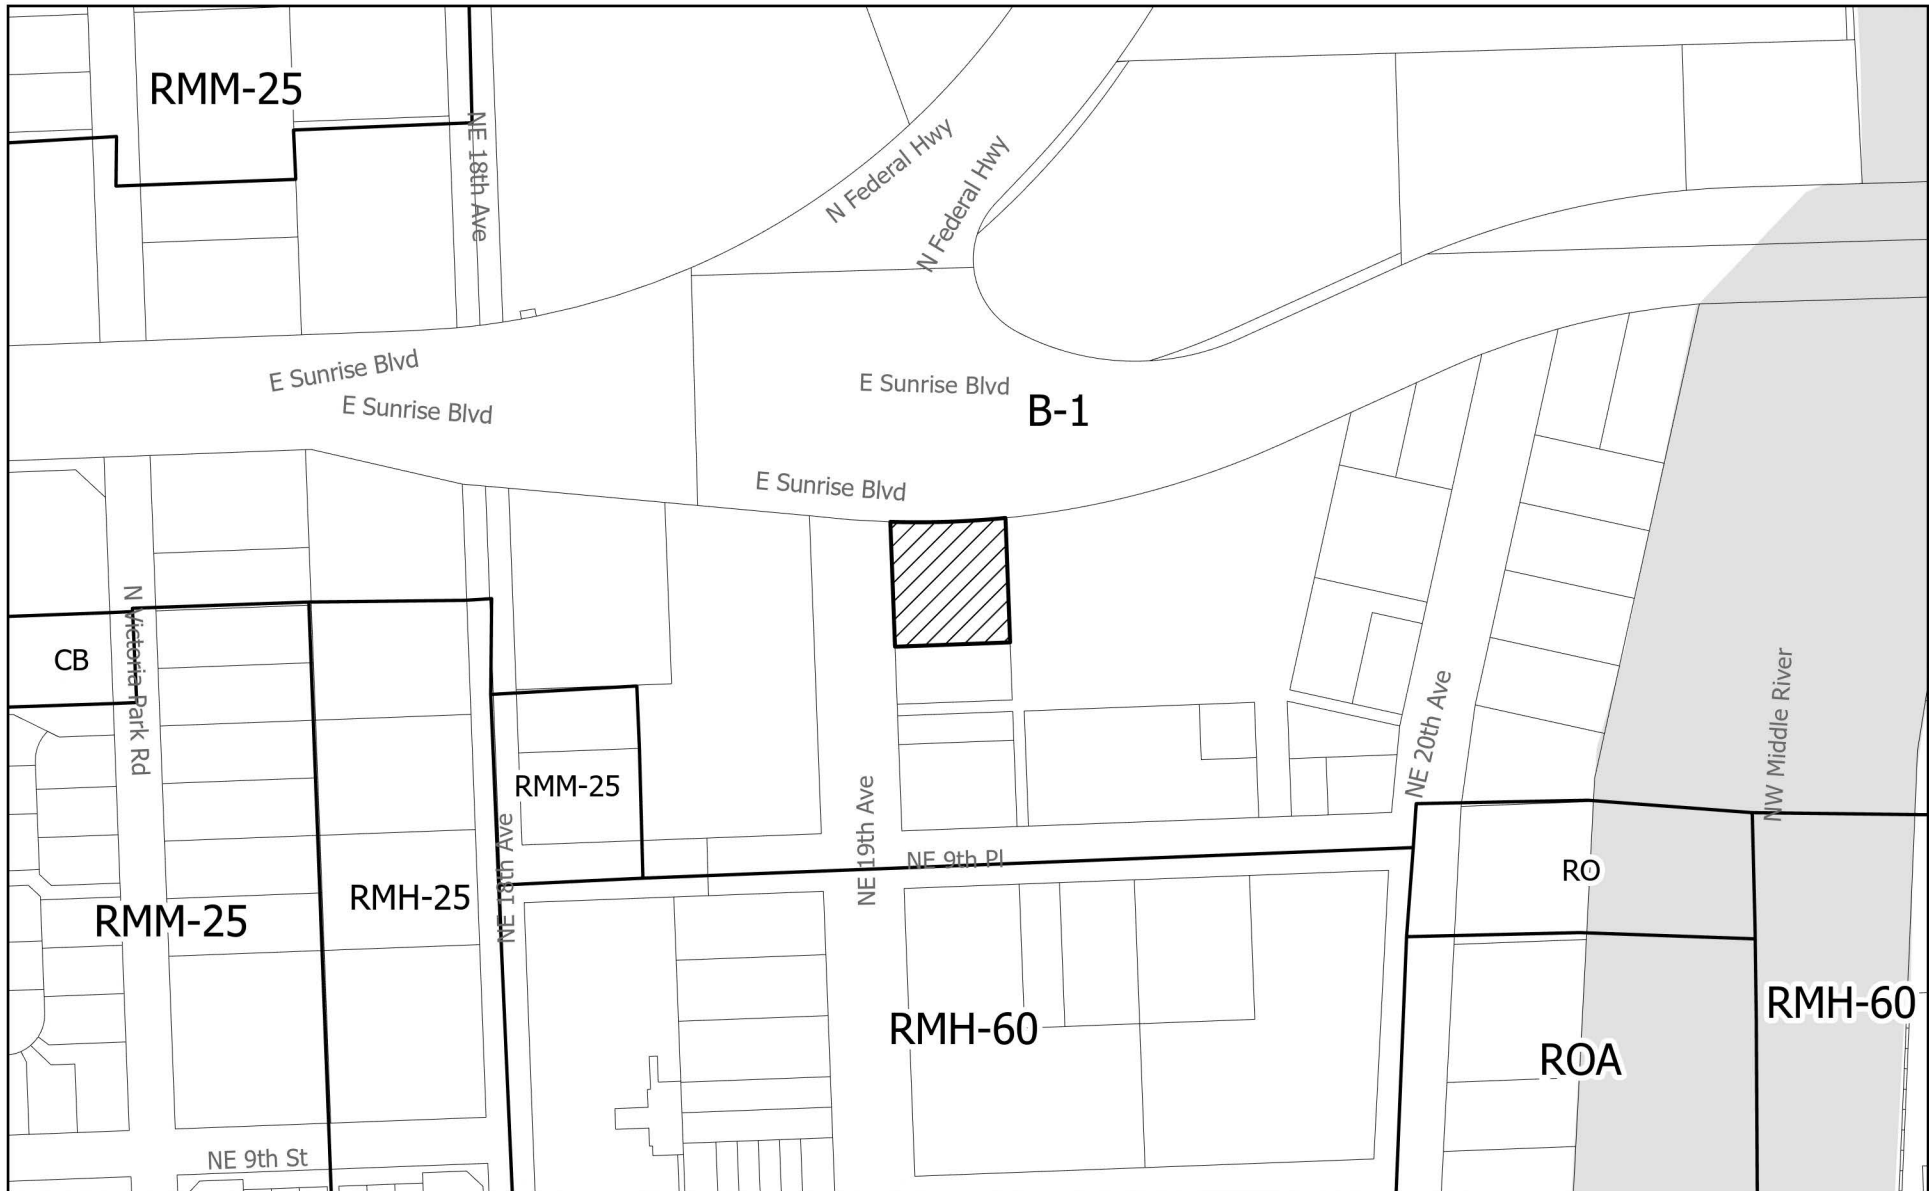 RMM-25
NE 18th Ave
N Federal Hwy
N Federal Hwy
E Sunrise Blvd
E Sunrise Blvd
E Sunrise Blvd
B-1
E Sunrise Blvd
CB
N Victoria Park Rd
RMM-25
NE 20th Ave
NW Middle River
NE 19th Ave
NE 9th Pl
RO
RMM-25
RMH-25
NE 18th Ave
RMH-60
RMH-60
ROA
NE 9th St